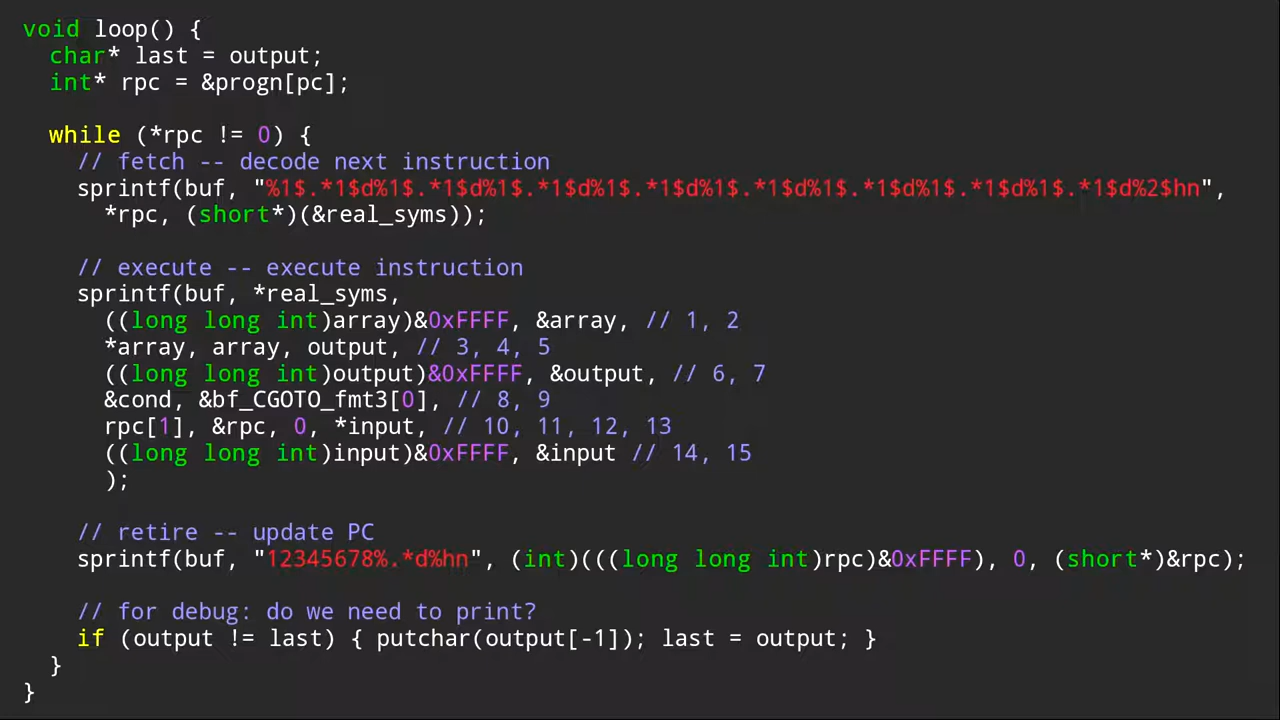 void loop() {
char* last = output;
int* rpc = &progn[pc];
while (*rpc != 0) {
// fetch -- decode next instruction
sprintf(buf, "%1$.*1$d%1$.*1$d%1$.*1$d%1$.*1$d%1$.*1$d%1$.*1$d%1$.*1$d%1$.*1$d%2$hn",
*rpc, (short*)(&real_syms));
// execute -- execute instruction
sprintf(buf, *real_syms,
((long long int)array)&0xFFFF, &array, // 1, 2
*array, array, output, // 3, 4, 5
((long long int)output)&0xFFFF, &output, // 6, 7
&cond, &bf_CGOTO_fmt3[0], // 8, 9
rpc[1], &rpc, 0, *input, // 10, 11, 12, 13
((long long int)input)&0xFFFF, &input // 14, 15
);
// retire -- update PC
sprintf(buf, "12345678%.*d%hn", (int)(((long long int)rpc)&0xFFFF), 0, (short*)&rpc);
// for debug: do we need to print?
if (output != last) { putchar(output[-1]); last = output; }
}
}